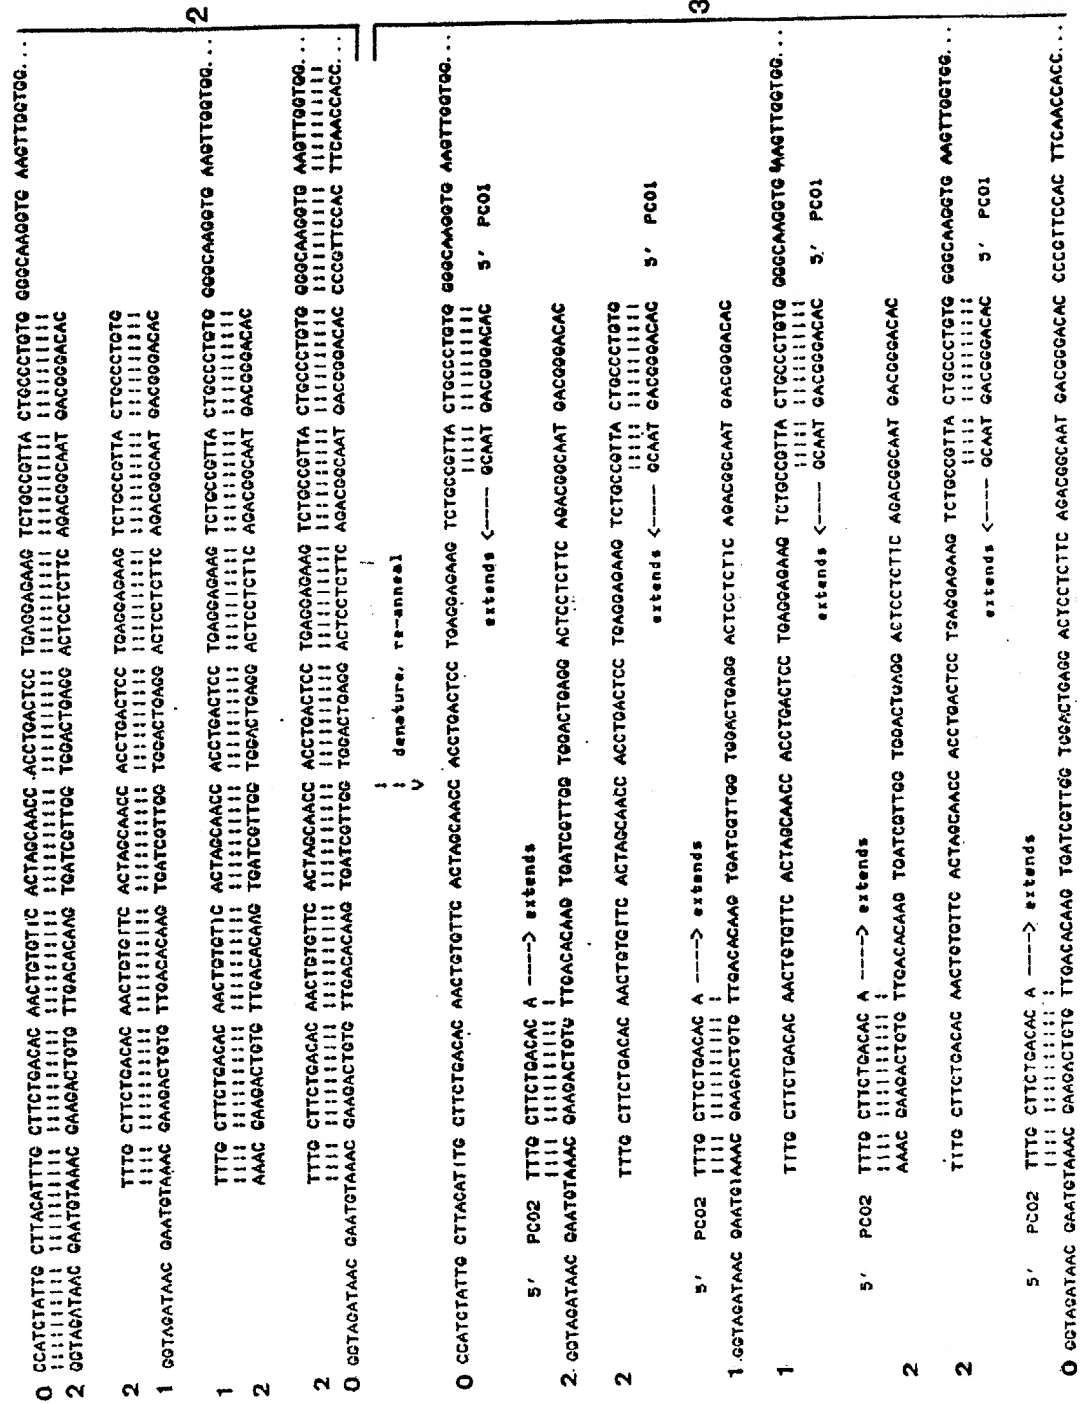 0 CCATCTATTG CTTACATTTG CTTCTGACAC AACTGTGTTC ACTAGCAACC ACCTGACTCC TGAGGAGAAG TCTGCCGTTA CTGCCCTGTG GGGCAAGGTG AAGTTGGTGG...
2 GGTAGATAAC GAATGTAAAC GAAGACTGTG TTGACACAAG TGATCGTTGG TGGACTGAGG ACTCCTCTTC AGACGGCAAT GACGGGACAC
2 TTTG CTTCTGACAC AACTGTGTTC ACTAGCAACC ACCTGACTCC TGAGGAGAAG TCTGCCGTTA CTGCCCTGTG
1 GGTAGATAAC GAATGTAAAC GAAGACTGTG TTGACACAAG TGATCGTTGG TGGACTGAGG ACTCCTCTTC AGACGGCAAT GACGGGACAC
1 TTTG CTTCTGACAC AACTGTGTTC ACTAGCAACC ACCTGACTCC TGAGGAGAAG TCTGCCGTTA CTGCCCTGTG GGGCAAGGTG AAGTTGGTGG...
2 AAAC GAAGACTGTG TTGACACAAG TGATCGTTGG TGGACTGAGG ACTCCTCTTC AGACGGCAAT GACGGGACAC
2 TTTG CTTCTGACAC AACTGTGTTC ACTAGCAACC ACCTGACTCC TGAGGAGAAG TCTGCCGTTA CTGCCCTGTG GGGCAAGGTG AAGTTGGTGG...
0 GGTAGATAAC GAATGTAAAC GAAGACTGTG TTGACACAAG TGATCGTTGG TGGACTGAGG ACTCCTCTTC AGACGGCAAT GACGGGACAC CCCGTTCCAC TTCAACCACC...
2
denature, re-anneal
0 CCATCTATTG CTTACATTTG CTTCTGACAC AACTGTGTTC ACTAGCAACC ACCTGACTCC TGAGGAGAAG TCTGCCGTTA CTGCCCTGTG GGGCAAGGTG AAGTTGGTGG...
extends <---- GCAAT GACGGGACAC 5' PC01
5' PC02 TTTG CTTCTGACAC A ----> extends
2 GGTAGATAAC GAATGTAAAC GAAGACTGTG TTGACACAAG TGATCGTTGG TGGACTGAGG ACTCCTCTTC AGACGGCAAT GACGGGACAC
2 TTTG CTTCTGACAC AACTGTGTTC ACTAGCAACC ACCTGACTCC TGAGGAGAAG TCTGCCGTTA CTGCCCTGTG
extends <---- GCAAT GACGGGACAC 5' PC01
5' PC02 TTTG CTTCTGACAC A ----> extends
1 GGTAGATAAC GAATGTAAAC GAAGACTGTG TTGACACAAG TGATCGTTGG TGGACTGAGG ACTCCTCTTC AGACGGCAAT GACGGGACAC
1 TTTG CTTCTGACAC AACTGTGTTC ACTAGCAACC ACCTGACTCC TGAGGAGAAG TCTGCCGTTA CTGCCCTGTG GGGCAAGGTG AAGTTGGTGG...
extends <---- GCAAT GACGGGACAC 5' PC01
5' PC02 TTTG CTTCTGACAC A ----> extends
2 AAAC GAAGACTGTG TTGACACAAG TGATCGTTGG TGGACTGAGG ACTCCTCTTC AGACGGCAAT GACGGGACAC
2 TTTG CTTCTGACAC AACTGTGTTC ACTAGCAACC ACCTGACTCC TGAGGAGAAG TCTGCCGTTA CTGCCCTGTG GGGCAAGGTG AAGTTGGTGG...
extends <---- GCAAT GACGGGACAC 5' PC01
5' PC02 TTTG CTTCTGACAC A ----> extends
0 GGTAGATAAC GAATGTAAAC GAAGACTGTG TTGACACAAG TGATCGTTGG TGGACTGAGG ACTCCTCTTC AGACGGCAAT GACGGGACAC CCCGTTCCAC TTCAACCACC...
3